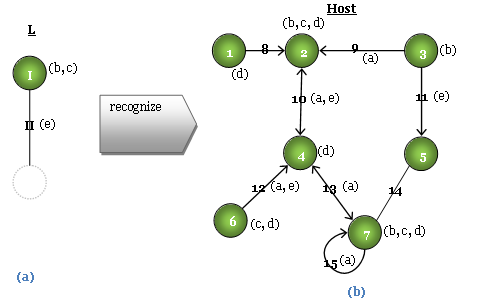 Host
L
(b, c, d)
I
(b,c)
1
8
2
9
3
(b)
(d)
(a)
II (e)
recognize
10 (a, e)
11 (e)
4
(d)
5
12 (a, e)
13 (a)
14
6
(c, d)
7
(b, c, d)
15 (a)
(a)
(b)